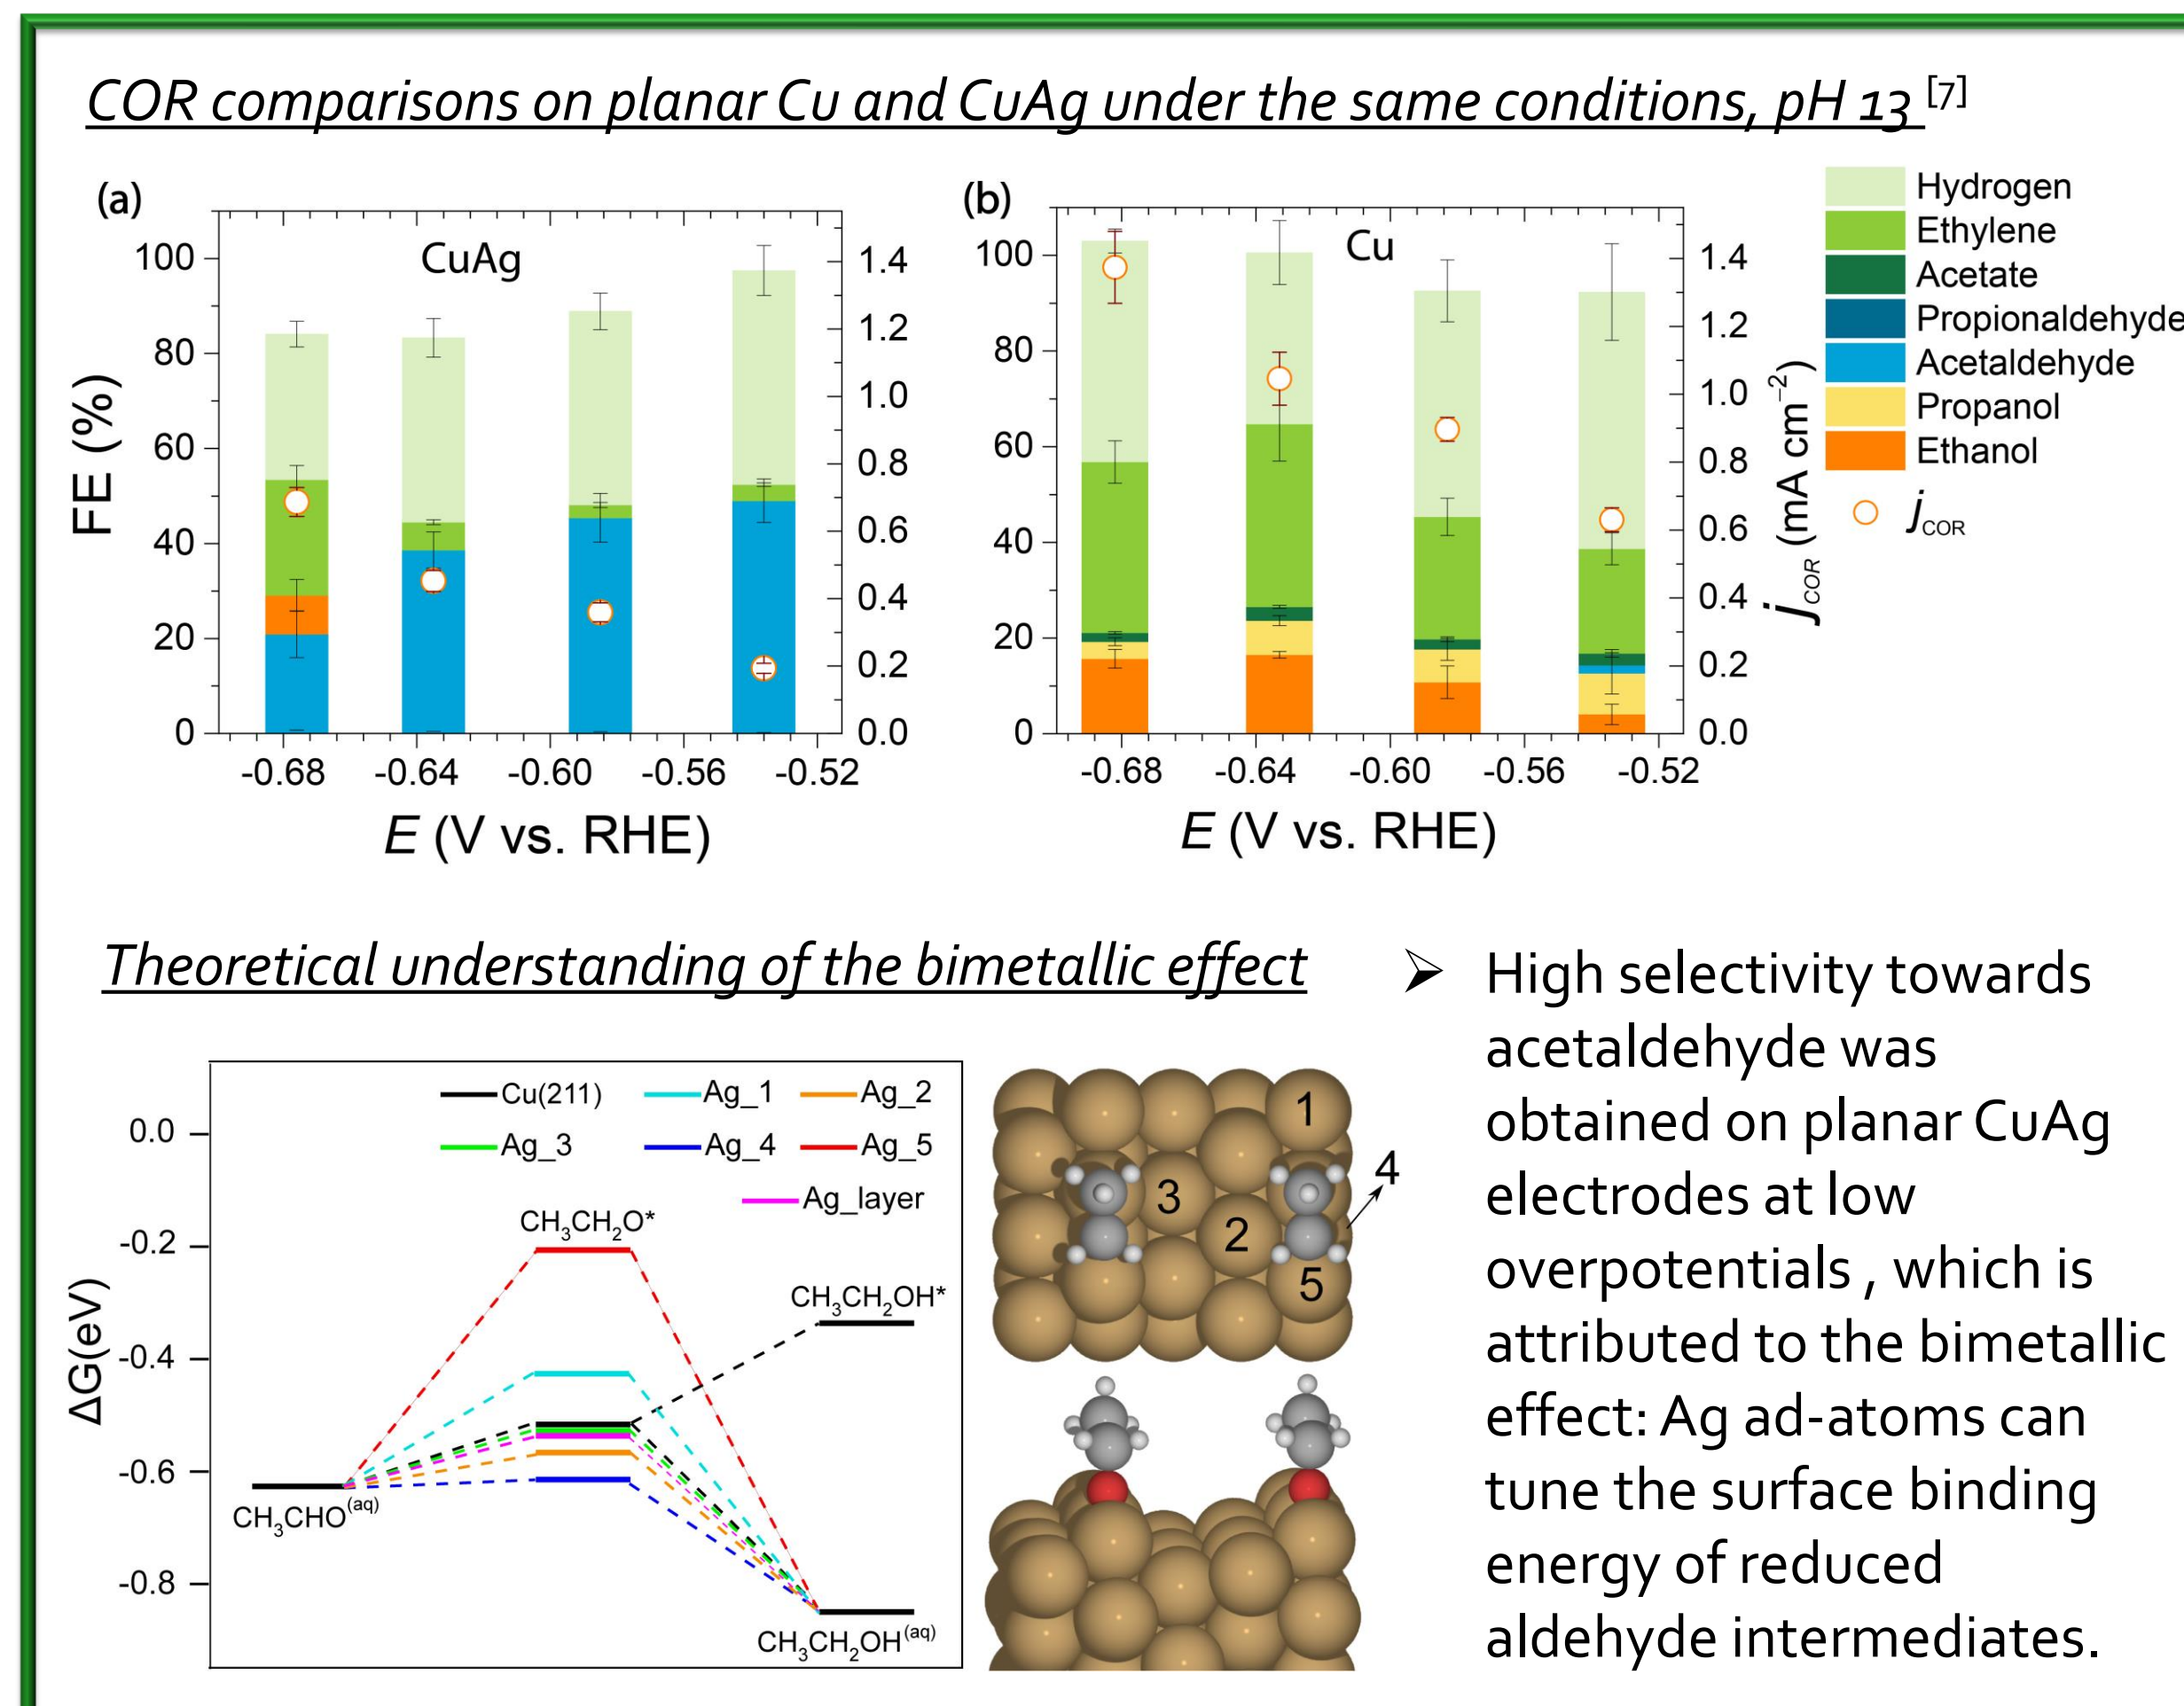 COR comparisons on planar Cu and CuAg under the same conditions, pH 13 [7]
(a)
CuAg
FE (%)
100
80
60
40
20
0
1.4
1.2
1.0
0.8
0.6
0.4
0.2
0.0
-0.68 -0.64 -0.60 -0.56 -0.52
E (V vs. RHE)
(b)
Cu
100
80
60
40
20
0
1.4
1.2
1.0
0.8
0.6
0.4
0.2
0.0
j_COR (mA cm⁻²)
-0.68 -0.64 -0.60 -0.56 -0.52
E (V vs. RHE)
Hydrogen
Ethylene
Acetate
Propionaldehyde
Acetaldehyde
Propanol
Ethanol
j_COR
Theoretical understanding of the bimetallic effect
ΔG(eV)
0.0
-0.2
-0.4
-0.6
-0.8
Cu(211) Ag_1 Ag_2
Ag_3 Ag_4 Ag_5
Ag_layer
CH₃CH₂O*
CH₃CH₂OH*
CH₃CHO(aq)
CH₃CH₂OH(aq)
1
4
3
2
5
➢ High selectivity towards
acetaldehyde was
obtained on planar CuAg
electrodes at low
overpotentials , which is
attributed to the bimetallic
effect: Ag ad-atoms can
tune the surface binding
energy of reduced
aldehyde intermediates.